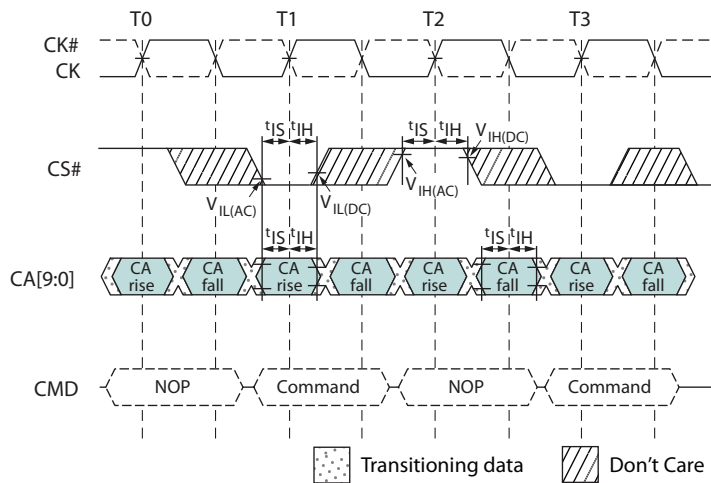 T0 T1 T2 T3
CK#
CK
tIS tIH tIS tIH VIH(DC)
CS#
VIL(AC) VIL(DC) VIH(AC)
tIS tIH tIS tIH
CA[9:0] CA rise CA fall CA rise CA fall CA rise CA fall CA rise CA fall
CMD NOP Command NOP Command
Transitioning data Don't Care